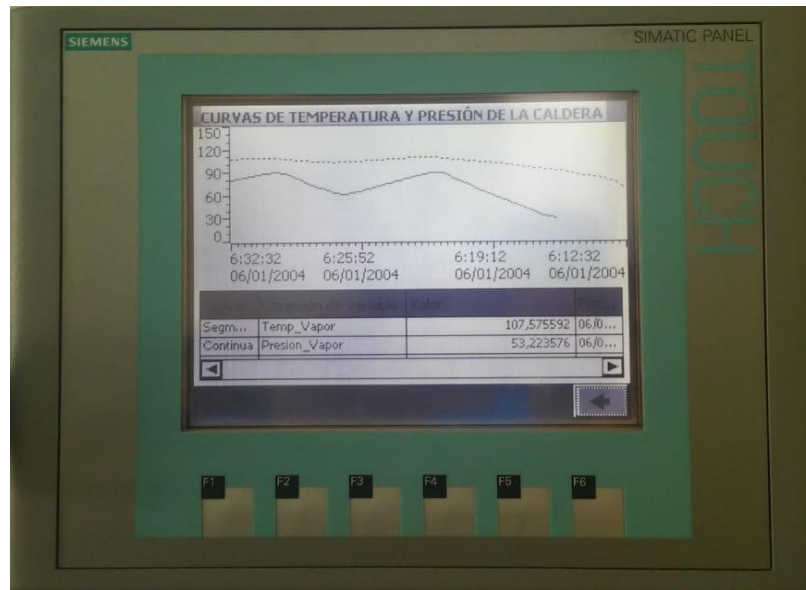 SIEMENS
SIMATIC PANEL
TOUCH
CURVAS DE TEMPERATURA Y PRESIÓN DE LA CALDERA
150
120
90
60
30
0
6:32:32 6:25:52 6:19:12 6:12:32
06/01/2004 06/01/2004 06/01/2004 06/01/2004
Conexión de variable Valor
Segm... Temp_Vapor 107,575592 06/0...
Continua Presion_Vapor 53,223576 06/0...
F1 F2 F3 F4 F5 F6